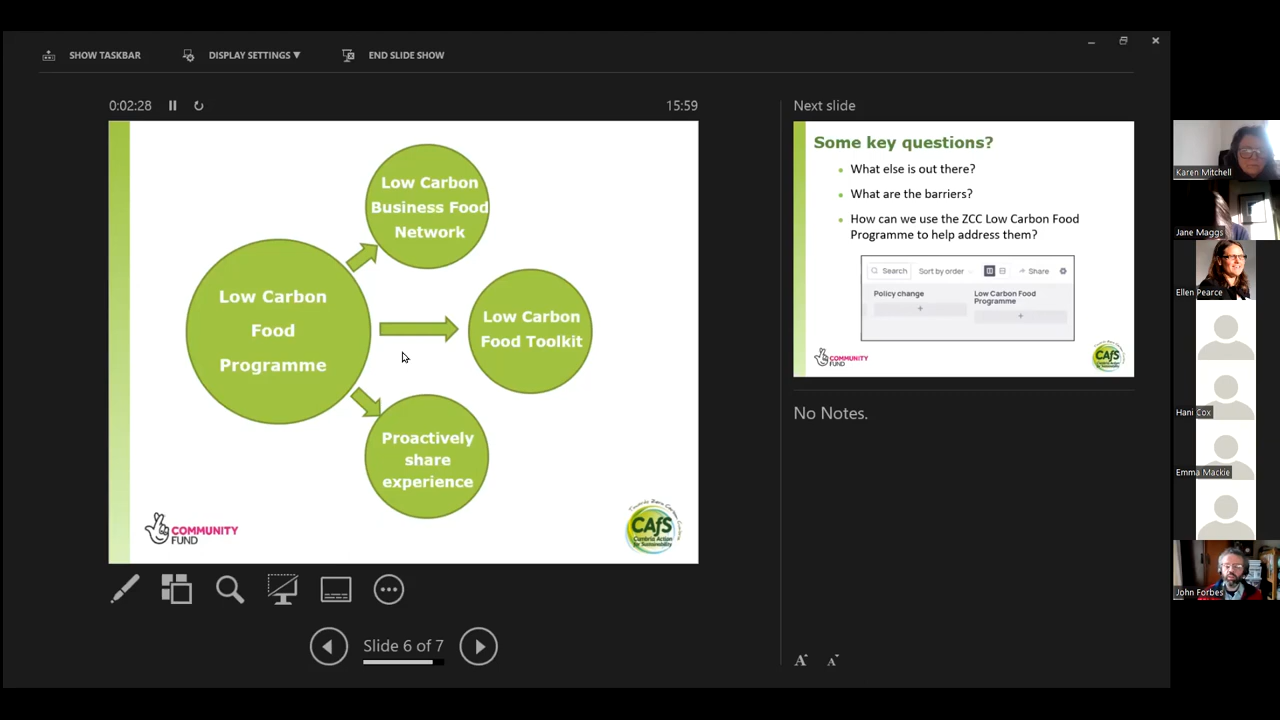 SHOW TASKBAR
DISPLAY SETTINGS ▼
END SLIDE SHOW
0:02:28
15:59
Low Carbon
Food
Programme
Low Carbon
Business Food
Network
Low Carbon
Food Toolkit
Proactively
share
experience
COMMUNITY
FUND
CAfS
Cumbria Action
for Sustainability
Slide 6 of 7
Next slide
Some key questions?
• What else is out there?
• What are the barriers?
• How can we use the ZCC Low Carbon Food
Programme to help address them?
Search
Sort by order
Share
Policy change
+
Low Carbon Food
Programme
+
COMMUNITY
FUND
CAfS
No Notes.
A
A
Karen Mitchell
Jane Maggs
Ellen Pearce
Hani Cox
Emma Mackie
John Forbes